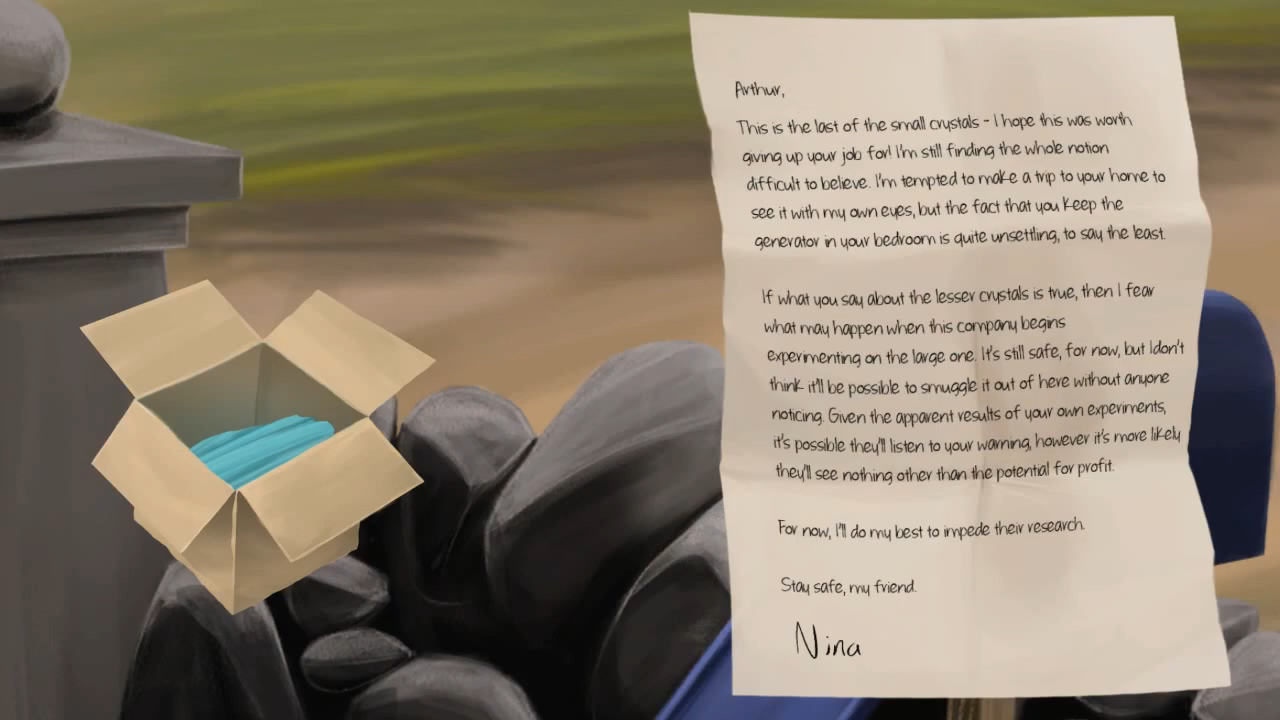 Arthur,
This is the last of the small crystals - I hope this was worth
giving up your job for! I'm still finding the whole notion
difficult to believe. I'm tempted to make a trip to your home to
see it with my own eyes, but the fact that you keep the
generator in your bedroom is quite unsettling, to say the least.
If what you say about the lesser crystals is true, then I fear
what may happen when this company begins
experimenting on the large one. It's still safe, for now, but I don't
think it'll be possible to smuggle it out of here without anyone
noticing. Given the apparent results of your own experiments,
it's possible they'll listen to your warning, however it's more likely
they'll see nothing other than the potential for profit.
For now, I'll do my best to impede their research.
Stay safe, my friend.
Nina